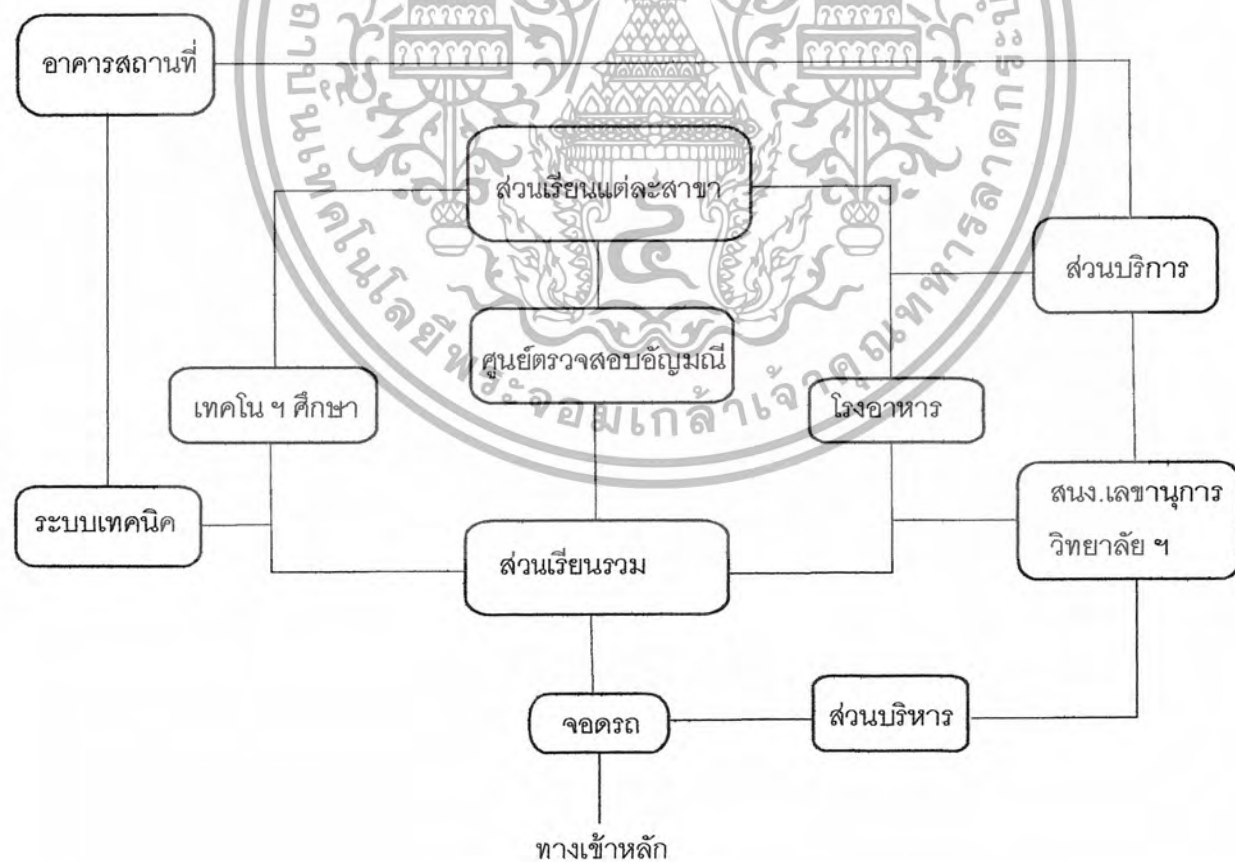 อาคารสถานที่
ส่วนเรียนแต่ละสาขา
ส่วนบริการ
ศูนย์ตรวจสอบอัญมณี
เทคโน ฯ ศึกษา
โรงอาหาร
ระบบเทคนิค
สนง.เลขานุการ
วิทยาลัย ฯ
ส่วนเรียนรวม
จอดรถ
ส่วนบริหาร
ทางเข้าหลัก